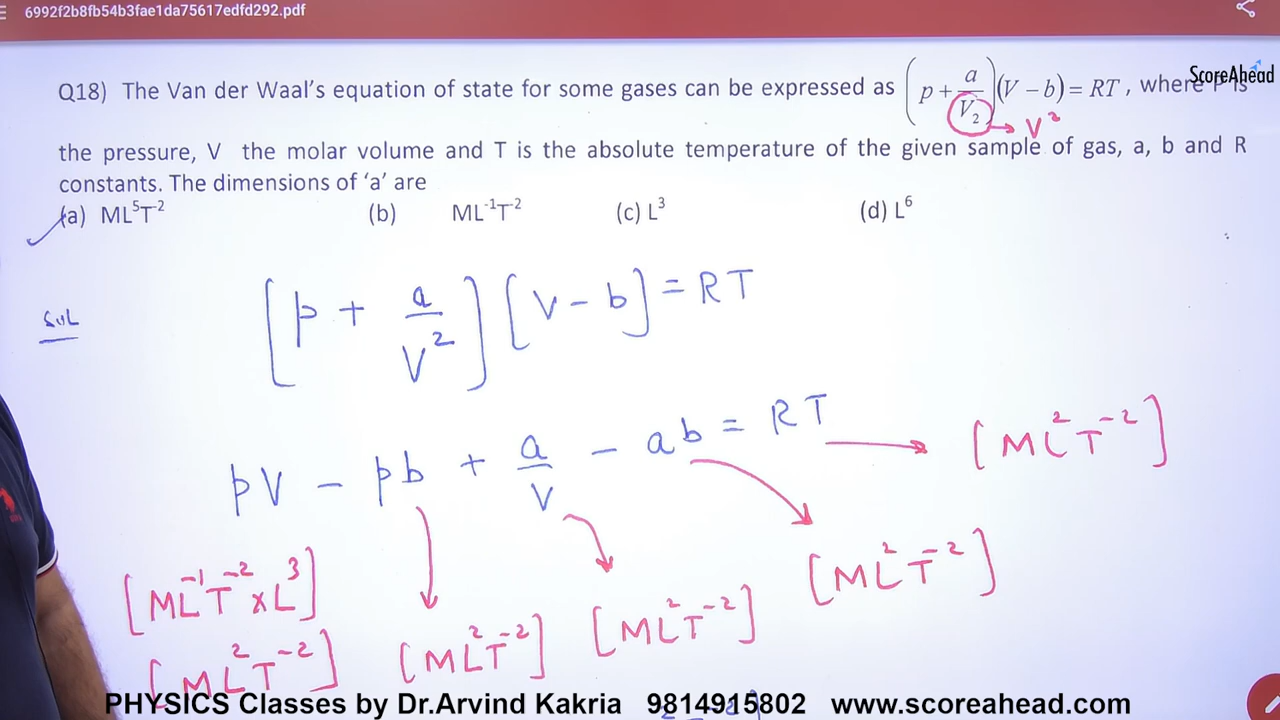 6992f2b8fb54b3fae1da75617edfd292.pdf
ScoreAhead
Q18) The Van der Waal's equation of state for some gases can be expressed as (p + a/V₂)(V − b) = RT, where P is
→ V²
the pressure, V the molar volume and T is the absolute temperature of the given sample of gas, a, b and R
constants. The dimensions of 'a' are
(a) ML⁵T⁻² (b) ML⁻¹T⁻² (c) L³ (d) L⁶
Sol
[p + a/V²] [V − b] = RT
pV − pb + a/V − ab = RT → [ML²T⁻²]
[ML⁻¹T⁻² × L³] [ML²T⁻²]
[ML²T⁻²] [ML²T⁻²] [ML²T⁻²]
PHYSICS Classes by Dr.Arvind Kakria 9814915802 www.scoreahead.com